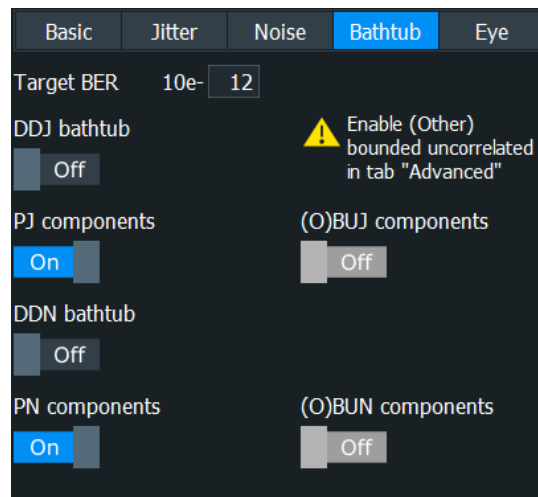 Basic Jitter Noise Bathtub Eye
Target BER 10e- 12
DDJ bathtub
Off
Enable (Other)
bounded uncorrelated
in tab "Advanced"
PJ components (O)BUJ components
On Off
DDN bathtub
Off
PN components (O)BUN components
On Off